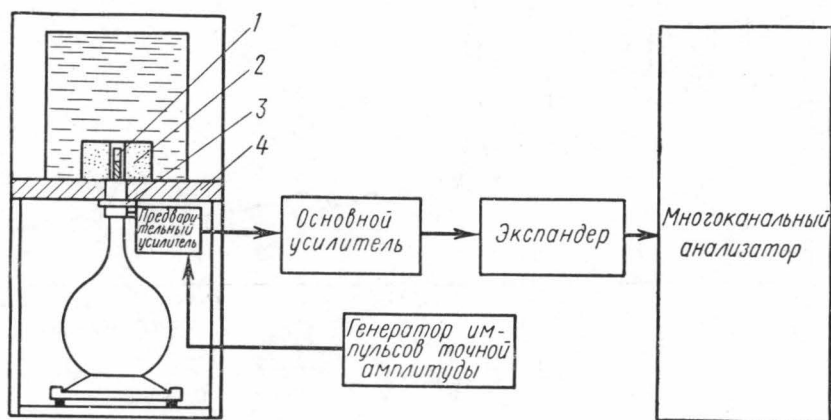 1
2
3
4
Предвари-
тельный
усилитель
Основной
усилитель
Экспандер
Многоканальный
анализатор
Генератор им-
пульсов точной
амплитуды